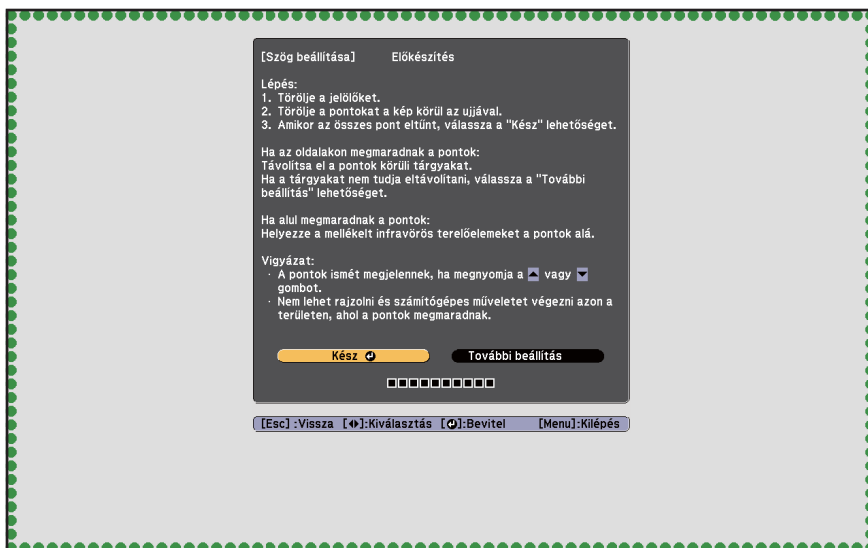 [Szög beállítása] Előkészítés
Lépés:
1. Törölje a jelölőket.
2. Törölje a pontokat a kép körül az ujjával.
3. Amikor az összes pont eltűnt, válassza a "Kész" lehetőséget.
Ha az oldalakon megmaradnak a pontok:
Távolítsa el a pontok körüli tárgyakat.
Ha a tárgyakat nem tudja eltávolítani, válassza a "További
beállítás" lehetőséget.
Ha alul megmaradnak a pontok:
Helyezze a mellékelt infravörös terelőelemeket a pontok alá.
Vigyázat:
· A pontok ismét megjelennek, ha megnyomja a ▲ vagy ▼
gombot.
· Nem lehet rajzolni és számítógépes műveletet végezni azon a
területen, ahol a pontok megmaradnak.
Kész További beállítás
[Esc] :Vissza [◆]:Kiválasztás [↵]:Bevitel [Menu]:Kilépés